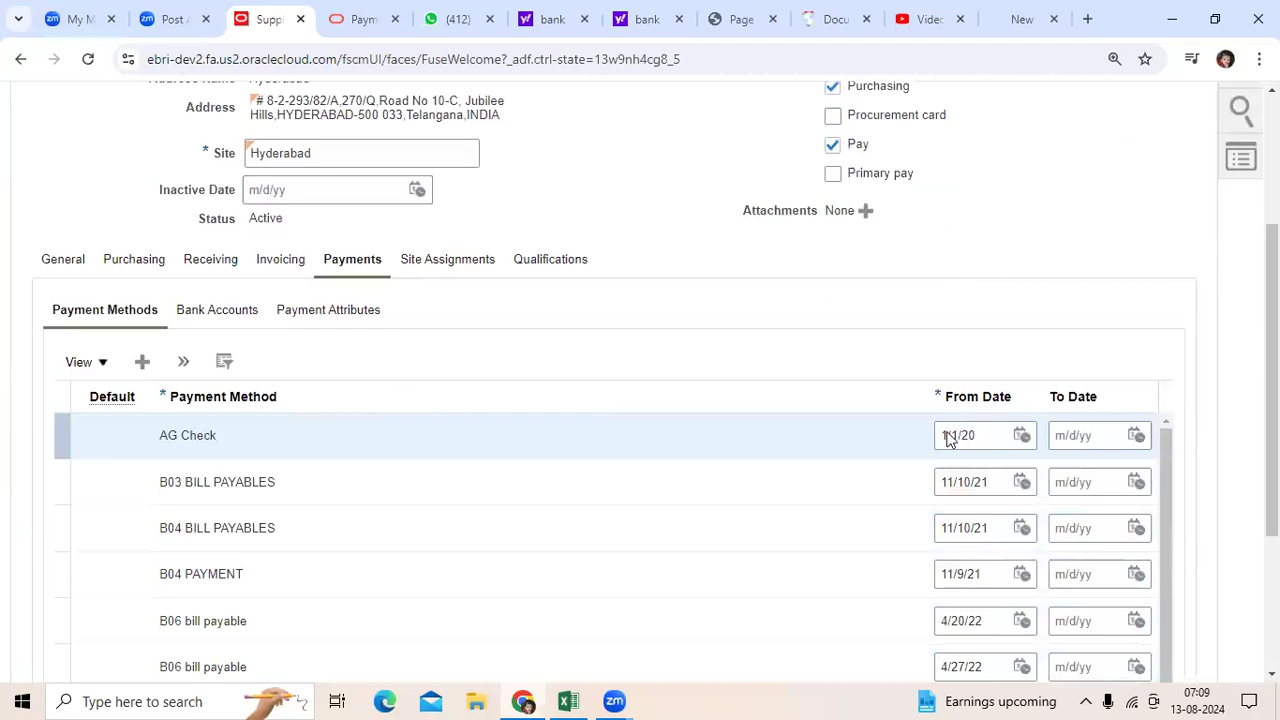 My H
Post A
Suppl
Paym
(412)
bank
bank
Page
Docu
Video
New
ebri-dev2.fa.us2.oraclecloud.com/fscmUI/faces/FuseWelcome?_adf.ctrl-state=13w9nh4cg8_5
Purchasing
Address # 8-2-293/82/A,270/Q,Road No 10-C, Jubilee
Hills,HYDERABAD-500 033,Telangana,INDIA
Procurement card
* Site Hyderabad
Pay
Primary pay
Inactive Date m/d/yy
Attachments None
Status Active
General Purchasing Receiving Invoicing Payments Site Assignments Qualifications
Payment Methods Bank Accounts Payment Attributes
View
Default * Payment Method * From Date To Date
AG Check 1/1/20 m/d/yy
B03 BILL PAYABLES 11/10/21 m/d/yy
B04 BILL PAYABLES 11/10/21 m/d/yy
B04 PAYMENT 11/9/21 m/d/yy
B06 bill payable 4/20/22 m/d/yy
B06 bill payable 4/27/22 m/d/yy
Type here to search
Earnings upcoming
07:09
13-08-2024